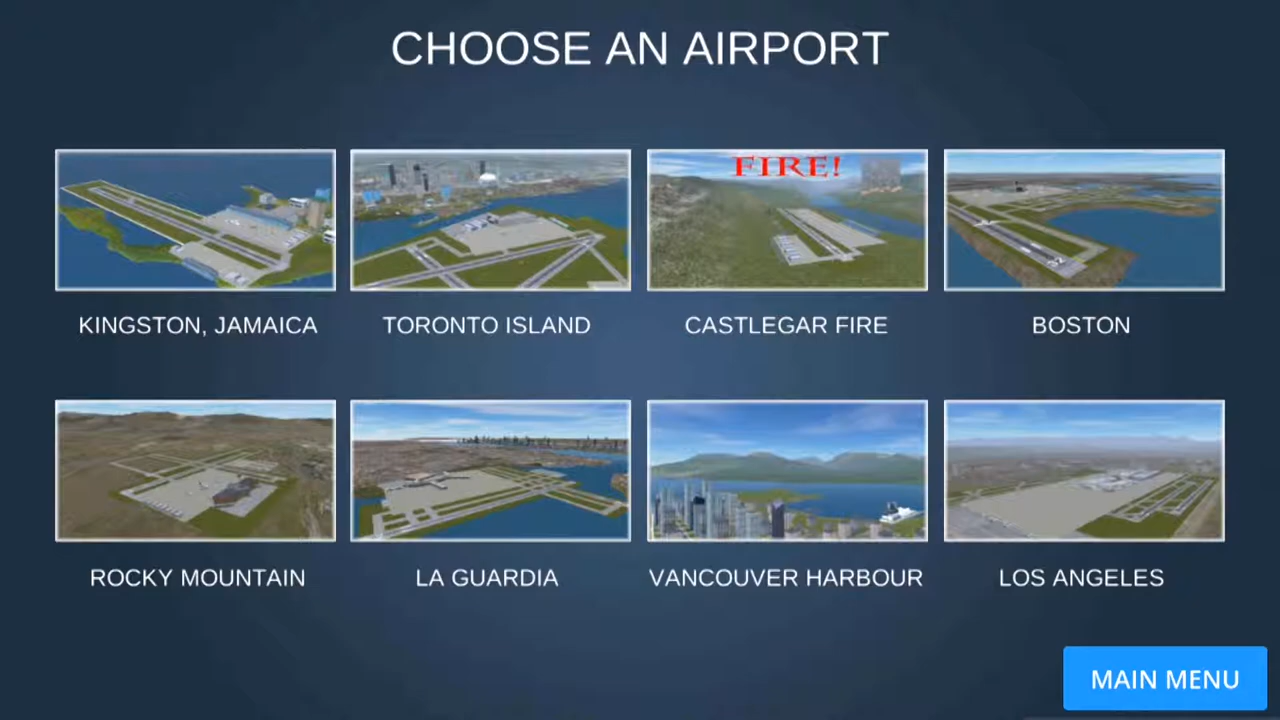 CHOOSE AN AIRPORT
FIRE!
KINGSTON, JAMAICA
TORONTO ISLAND
CASTLEGAR FIRE
BOSTON
ROCKY MOUNTAIN
LA GUARDIA
VANCOUVER HARBOUR
LOS ANGELES
MAIN MENU